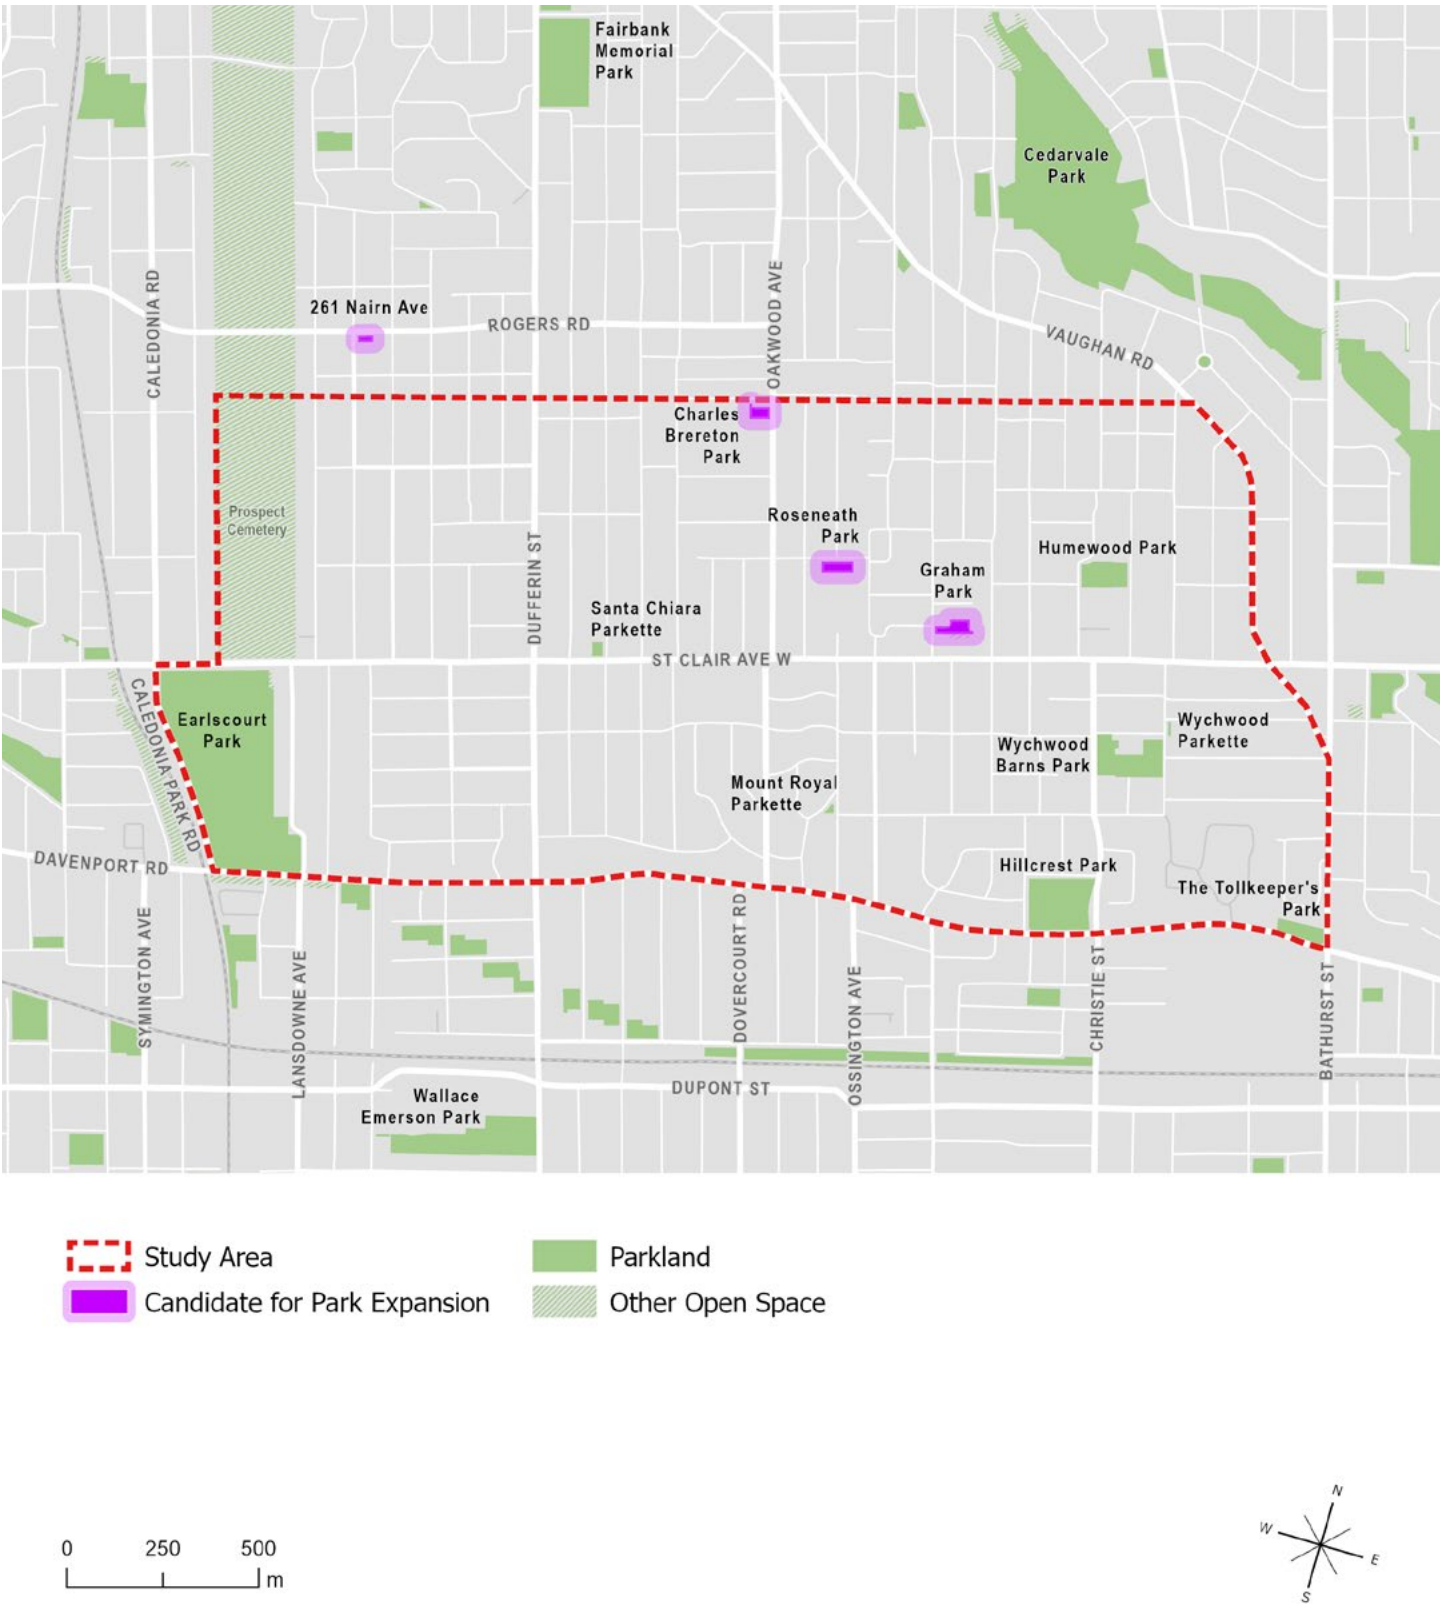 Fairbank
Memorial
Park
Cedarvale
Park
CALEDONIA RD
261 Nairn Ave
ROGERS RD
OAKWOOD AVE
VAUGHAN RD
Charles
Brereton
Park
Prospect
Cemetery
DUFFERIN ST
Roseneath
Park
Humewood Park
Graham
Park
Santa Chiara
Parkette
ST CLAIR AVE W
CALEDONIA PARK RD
Earlscourt
Park
Wychwood
Parkette
Wychwood
Barns Park
Mount Royal
Parkette
DAVENPORT RD
Hillcrest Park
The Tollkeeper's
Park
SYMINGTON AVE
LANSDOWNE AVE
DOVERCOURT RD
OSSINGTON AVE
CHRISTIE ST
BATHURST ST
DUPONT ST
Wallace
Emerson Park
Study Area
Parkland
Candidate for Park Expansion
Other Open Space
N
W
E
S
0 250 500
m